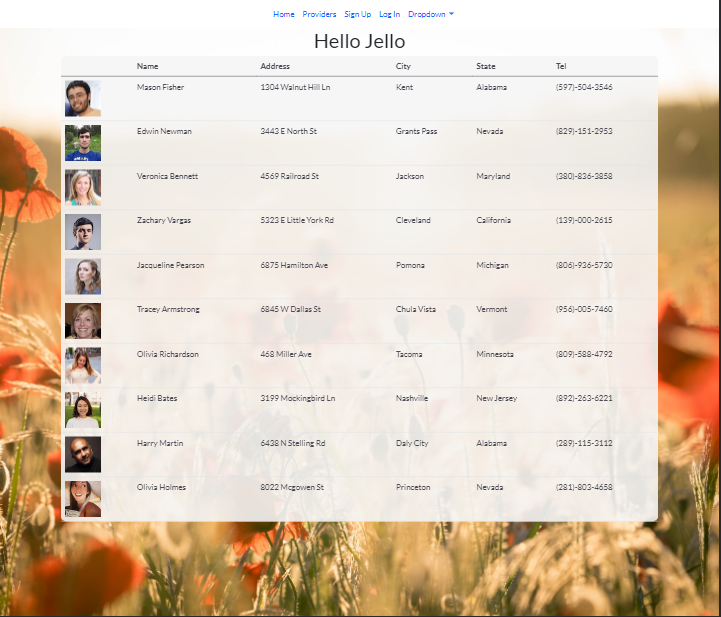 Home Providers Sign Up Log In Dropdown
Hello Jello
Name Address City State Tel
Mason Fisher 1304 Walnut Hill Ln Kent Alabama (597)-504-3546
Edwin Newman 3443 E North St Grants Pass Nevada (829)-151-2953
Veronica Bennett 4569 Railroad St Jackson Maryland (380)-836-3858
Zachary Vargas 5323 E Little York Rd Cleveland California (139)-000-2615
Jacqueline Pearson 6875 Hamilton Ave Pomona Michigan (806)-936-5730
Tracey Armstrong 6845 W Dallas St Chula Vista Vermont (956)-005-7460
Olivia Richardson 468 Miller Ave Tacoma Minnesota (809)-588-4792
Heidi Bates 3199 Mockingbird Ln Nashville New Jersey (892)-263-6221
Harry Martin 6438 N Stelling Rd Daly City Alabama (289)-115-3112
Olivia Holmes 8022 Mcgowen St Princeton Nevada (281)-803-4658